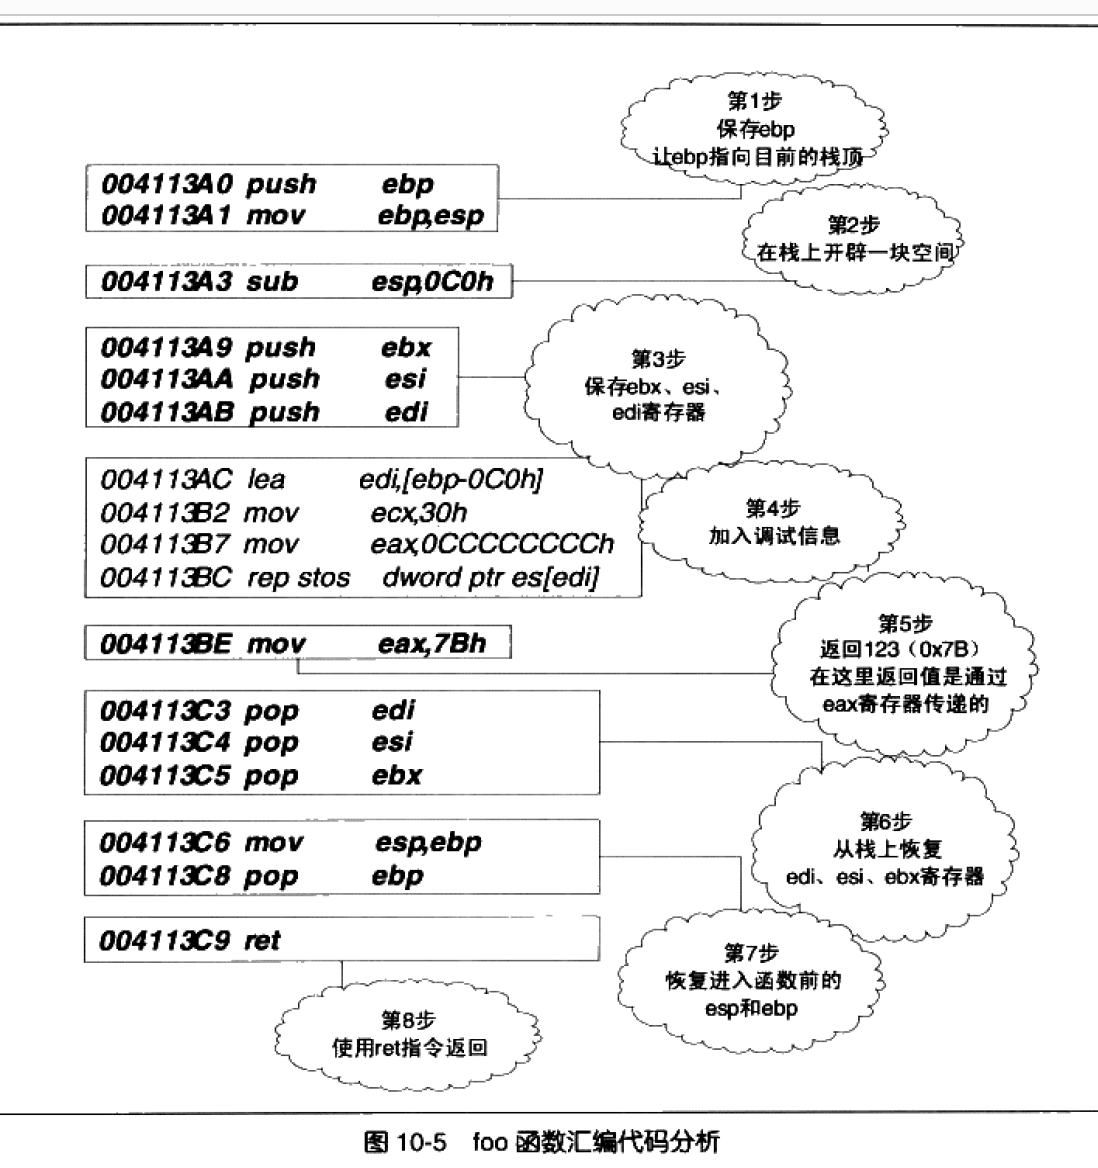 第1步
保存ebp
让ebp指向目前的栈顶
004113A0 push ebp
004113A1 mov ebp,esp
第2步
在栈上开辟一块空间
004113A3 sub esp,0C0h
004113A9 push ebx
004113AA push esi
004113AB push edi
第3步
保存ebx、esi、
edi寄存器
004113AC lea edi,[ebp-0C0h]
004113B2 mov ecx,30h
004113B7 mov eax,0CCCCCCCCh
004113BC rep stos dword ptr es[edi]
第4步
加入调试信息
004113BE mov eax,7Bh
第5步
返回123（0x7B）
在这里返回值是通过
eax寄存器传递的
004113C3 pop edi
004113C4 pop esi
004113C5 pop ebx
第6步
从栈上恢复
edi、esi、ebx寄存器
004113C6 mov esp,ebp
004113C8 pop ebp
第7步
恢复进入函数前的
esp和ebp
004113C9 ret
第8步
使用ret指令返回
图 10-5 foo 函数汇编代码分析